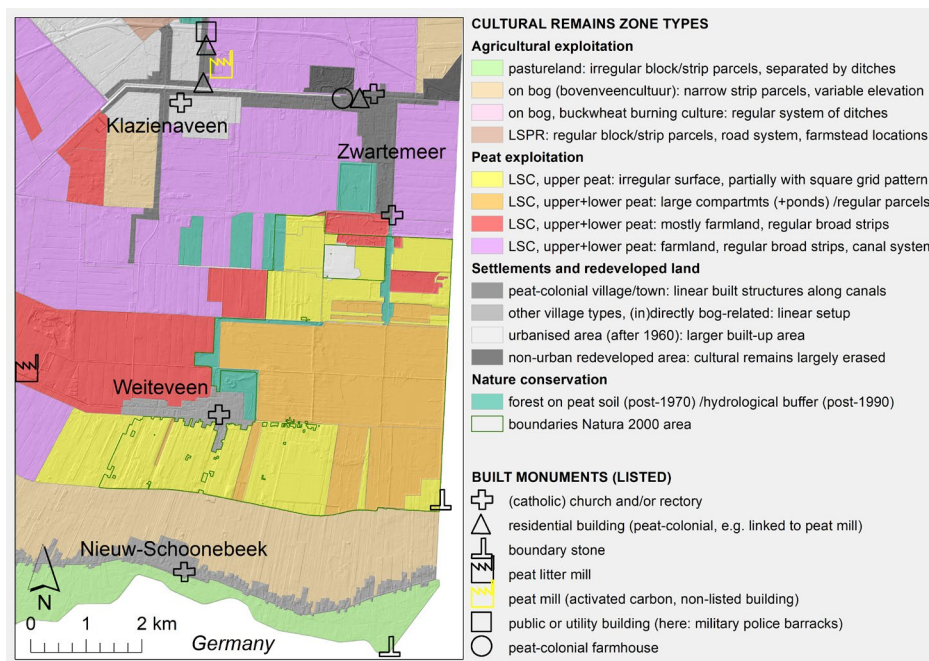 Klazienaveen
Zwartemeer
Weiteveen
Nieuw-Schoonebeek
N
0 1 2 km
Germany
CULTURAL REMAINS ZONE TYPES
Agricultural exploitation
pastureland: irregular block/strip parcels, separated by ditches
on bog (bovenveencultuur): narrow strip parcels, variable elevation
on bog, buckwheat burning culture: regular system of ditches
LSPR: regular block/strip parcels, road system, farmstead locations
Peat exploitation
LSC, upper peat: irregular surface, partially with square grid pattern
LSC, upper+lower peat: large compartmts (+ponds) /regular parcels
LSC, upper+lower peat: mostly farmland, regular broad strips
LSC, upper+lower peat: farmland, regular broad strips, canal system
Settlements and redeveloped land
peat-colonial village/town: linear built structures along canals
other village types, (in)directly bog-related: linear setup
urbanised area (after 1960): larger built-up area
non-urban redeveloped area: cultural remains largely erased
Nature conservation
forest on peat soil (post-1970) /hydrological buffer (post-1990)
boundaries Natura 2000 area
BUILT MONUMENTS (LISTED)
(catholic) church and/or rectory
residential building (peat-colonial, e.g. linked to peat mill)
boundary stone
peat litter mill
peat mill (activated carbon, non-listed building)
public or utility building (here: military police barracks)
peat-colonial farmhouse